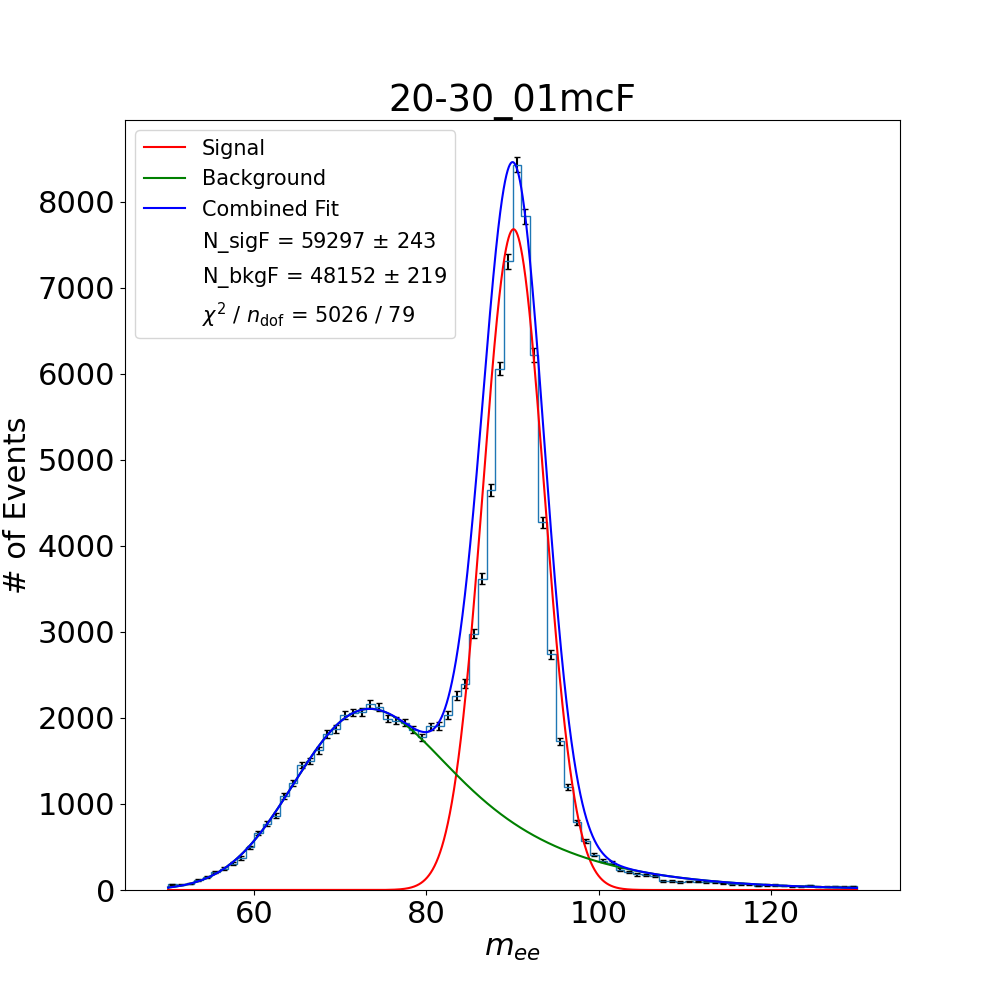 20-30_01mcF
Signal
Background
Combined Fit
N_sigF = 59297 ± 243
N_bkgF = 48152 ± 219
χ² / n_dof = 5026 / 79
# of Events
8000
7000
6000
5000
4000
3000
2000
1000
0
60 80 100 120
m_ee